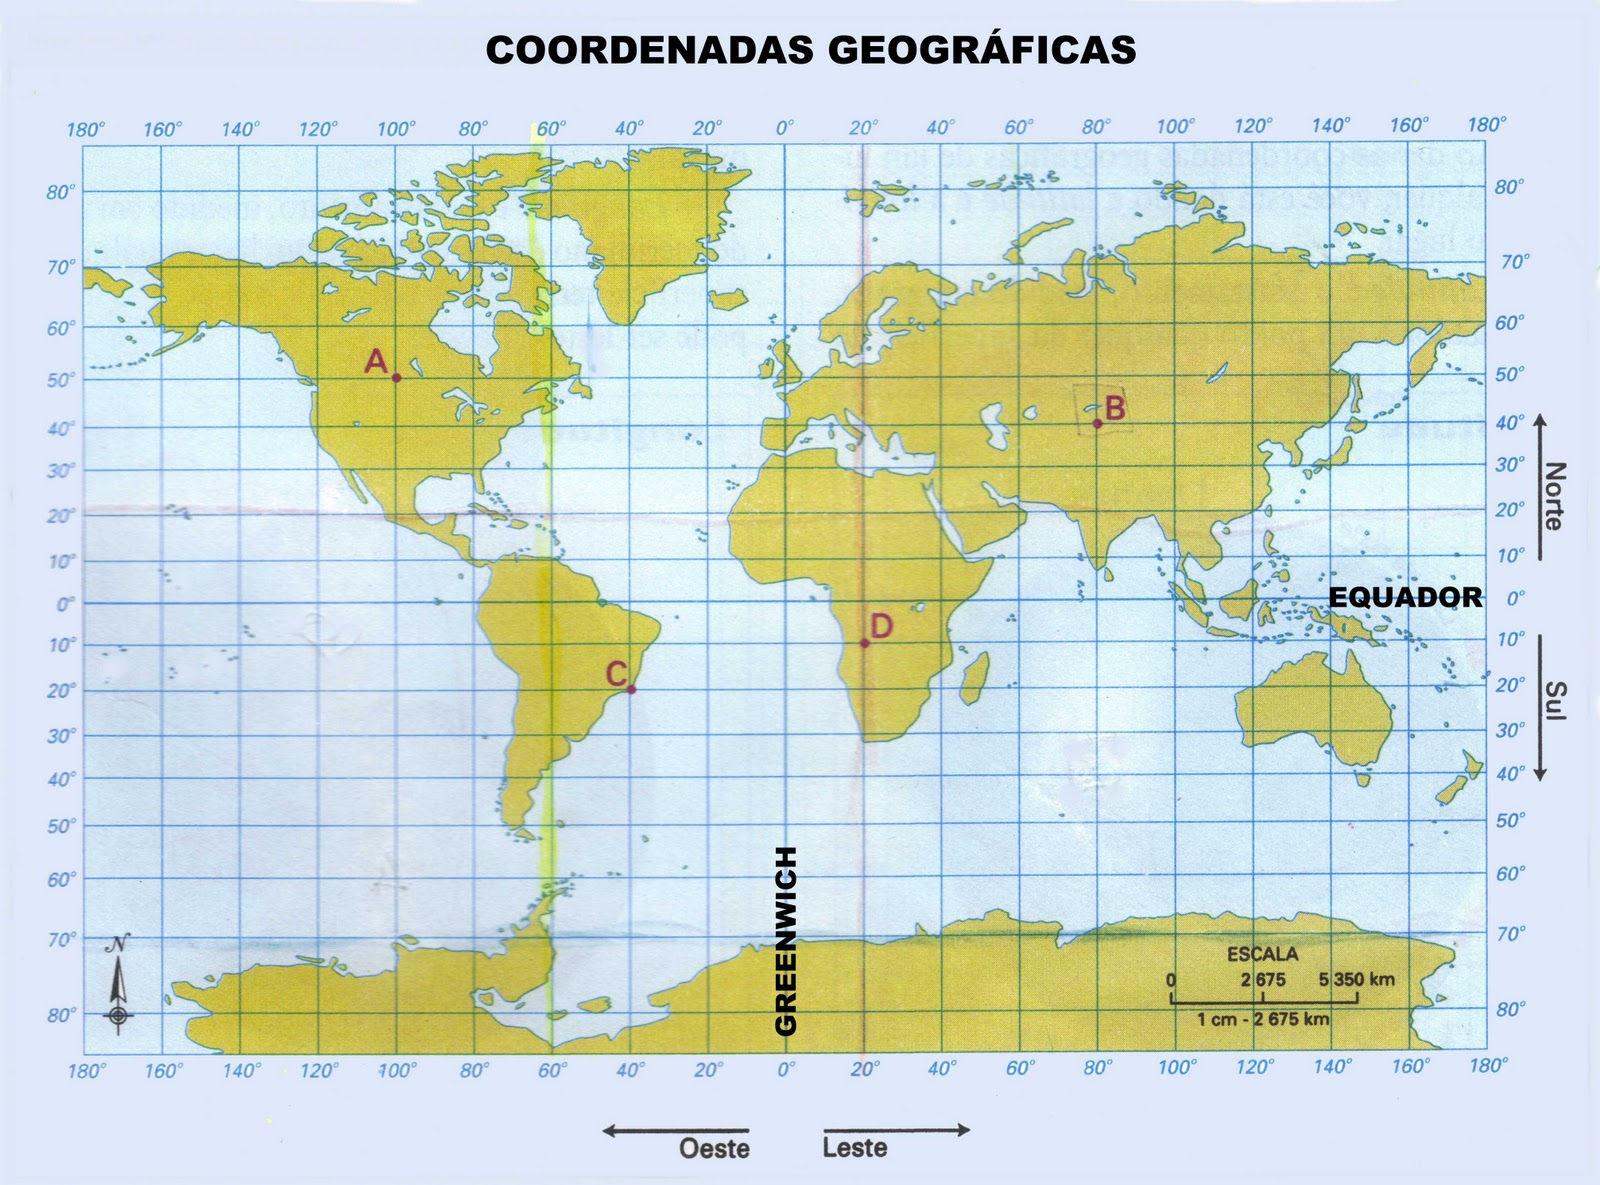 COORDENADAS GEOGRÁFICAS
180° 160° 140° 120° 100° 80° 60° 40° 20° 0° 20° 40° 60° 80° 100° 120° 140° 160° 180°
80° 80°
70° 70°
60° 60°
A
50° 50°
B
40° 40°
30° 30°
Norte
20° 20°
10° 10°
EQUADOR
0° 0°
D
10° 10°
C
20° 20°
Sul
30° 30°
40° 40°
50° 50°
60° 60°
GREENWICH
70° 70°
N
ESCALA
0 2 675 5 350 km
80° 80°
1 cm - 2 675 km
180° 160° 140° 120° 100° 80° 60° 40° 20° 0° 20° 40° 60° 80° 100° 120° 140° 160° 180°
Oeste Leste